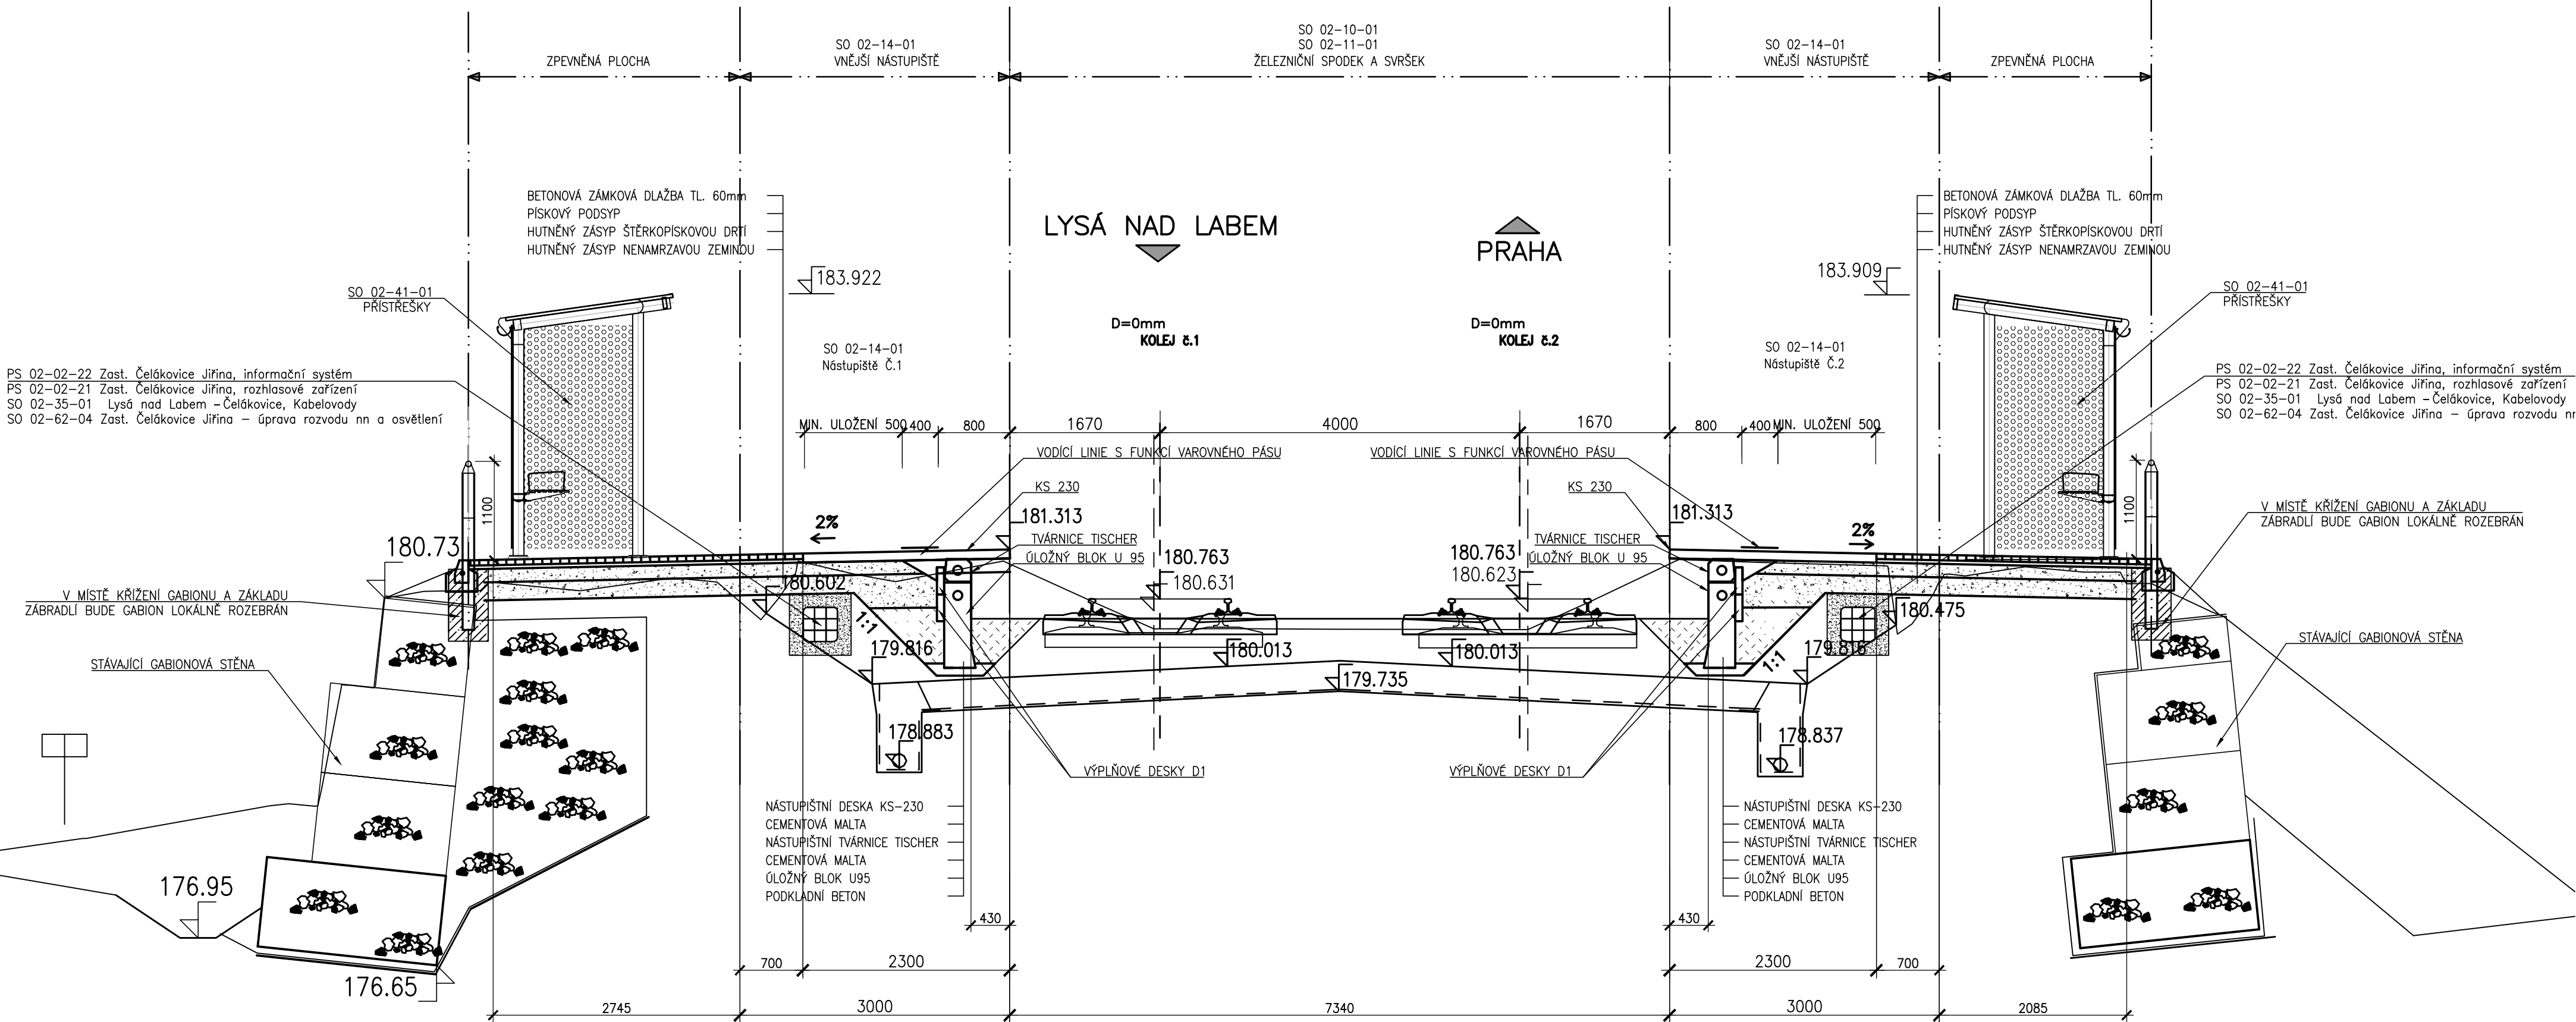 SO 02-10-01
SO 02-11-01
ŽELEZNIČNÍ SPODEK A SVRŠEK
ZPEVNĚNÁ PLOCHA
SO 02-14-01
VNĚJŠÍ NÁSTUPIŠTĚ
SO 02-14-01
VNĚJŠÍ NÁSTUPIŠTĚ
ZPEVNĚNÁ PLOCHA
BETONOVÁ ZÁMKOVÁ DLAŽBA TL. 60mm
PÍSKOVÝ PODSYP
HUTNĚNÝ ZÁSYP ŠTĚRKOPÍSKOVOU DRTÍ
HUTNĚNÝ ZÁSYP NENAMRZAVOU ZEMINOU
LYSÁ NAD LABEM
PRAHA
BETONOVÁ ZÁMKOVÁ DLAŽBA TL. 60mm
PÍSKOVÝ PODSYP
HUTNĚNÝ ZÁSYP ŠTĚRKOPÍSKOVOU DRTÍ
HUTNĚNÝ ZÁSYP NENAMRZAVOU ZEMINOU
183.922
183.909
SO 02-41-01
PŘÍSTŘEŠKY
SO 02-41-01
PŘÍSTŘEŠKY
D=0mm
KOLEJ č.1
D=0mm
KOLEJ č.2
SO 02-14-01
Nástupiště Č.1
SO 02-14-01
Nástupiště Č.2
PS 02-02-22 Zast. Čelákovice Jiřina, informační systém
PS 02-02-21 Zast. Čelákovice Jiřina, rozhlasové zařízení
SO 02-35-01 Lysá nad Labem -Čelákovice, Kabelovody
SO 02-62-04 Zast. Čelákovice Jiřina - úprava rozvodu nn a osvětlení
PS 02-02-22 Zast. Čelákovice Jiřina, informační systém
PS 02-02-21 Zast. Čelákovice Jiřina, rozhlasové zařízení
SO 02-35-01 Lysá nad Labem -Čelákovice, Kabelovody
SO 02-62-04 Zast. Čelákovice Jiřina - úprava rozvodu nn
MIN. ULOŽENÍ 500 400 800 1670 4000 1670 800 400 MIN. ULOŽENÍ 500
VODÍCÍ LINIE S FUNKCÍ VAROVNÉHO PÁSU
VODÍCÍ LINIE S FUNKCÍ VAROVNÉHO PÁSU
KS 230
KS 230
1100
1100
181.313
181.313
2%
2%
V MÍSTĚ KŘÍŽENÍ GABIONU A ZÁKLADU
ZÁBRADLÍ BUDE GABION LOKÁLNĚ ROZEBRÁN
TVÁRNICE TISCHER
ÚLOŽNÝ BLOK U 95
TVÁRNICE TISCHER
ÚLOŽNÝ BLOK U 95
180.73
180.763
180.631
180.763
180.623
180.602
180.475
V MÍSTĚ KŘÍŽENÍ GABIONU A ZÁKLADU
ZÁBRADLÍ BUDE GABION LOKÁLNĚ ROZEBRÁN
1:1
1:1
STÁVAJÍCÍ GABIONOVÁ STĚNA
STÁVAJÍCÍ GABIONOVÁ STĚNA
179.816
180.013
180.013
179.816
179.735
178.883
178.837
VÝPLŇOVÉ DESKY D1
VÝPLŇOVÉ DESKY D1
NÁSTUPIŠTNÍ DESKA KS-230
CEMENTOVÁ MALTA
NÁSTUPIŠTNÍ TVÁRNICE TISCHER
CEMENTOVÁ MALTA
ÚLOŽNÝ BLOK U95
PODKLADNÍ BETON
NÁSTUPIŠTNÍ DESKA KS-230
CEMENTOVÁ MALTA
NÁSTUPIŠTNÍ TVÁRNICE TISCHER
CEMENTOVÁ MALTA
ÚLOŽNÝ BLOK U95
PODKLADNÍ BETON
176.95
176.65
430
430
700 2300 2300 700
2745 3000 7340 3000 2085